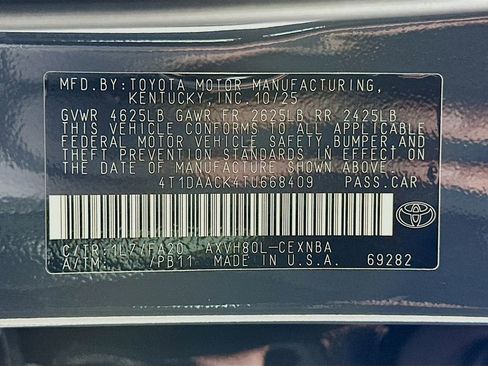 MFD.BY:TOYOTA MOTOR MANUFACTURING,
KENTUCKY, INC. 10/25
GVWR 4625LB GAWR FR 2625LB RR 2425LB
THIS VEHICLE CONFORMS TO ALL APPLICABLE
FEDERAL MOTOR VEHICLE SAFETY, BUMPER, AND
THEFT PREVENTION STANDARDS IN EFFECT ON
THE DATE OF MANUFACTURE SHOWN ABOVE.
4T1DAACK4TU668409 PASS.CAR
C/TR: 1L7/FA20 AXVH80L-CEXNBA
A/TM: /PB11 MADE IN U.S.A. 69282
TOYOTA